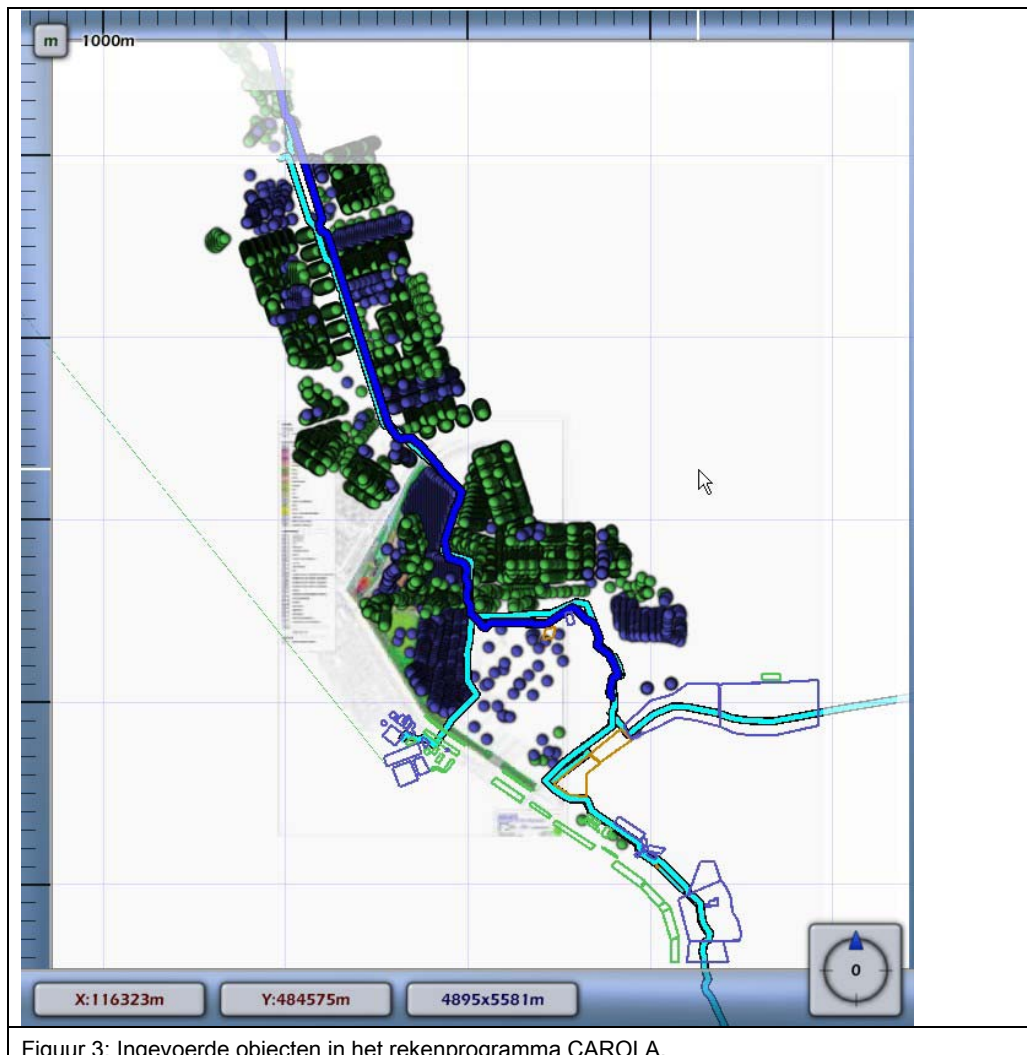 m
1000m
X:116323m
Y:484575m
4895x5581m
0
Figuur 3: Ingevoerde objecten in het rekenprogramma CAROLA